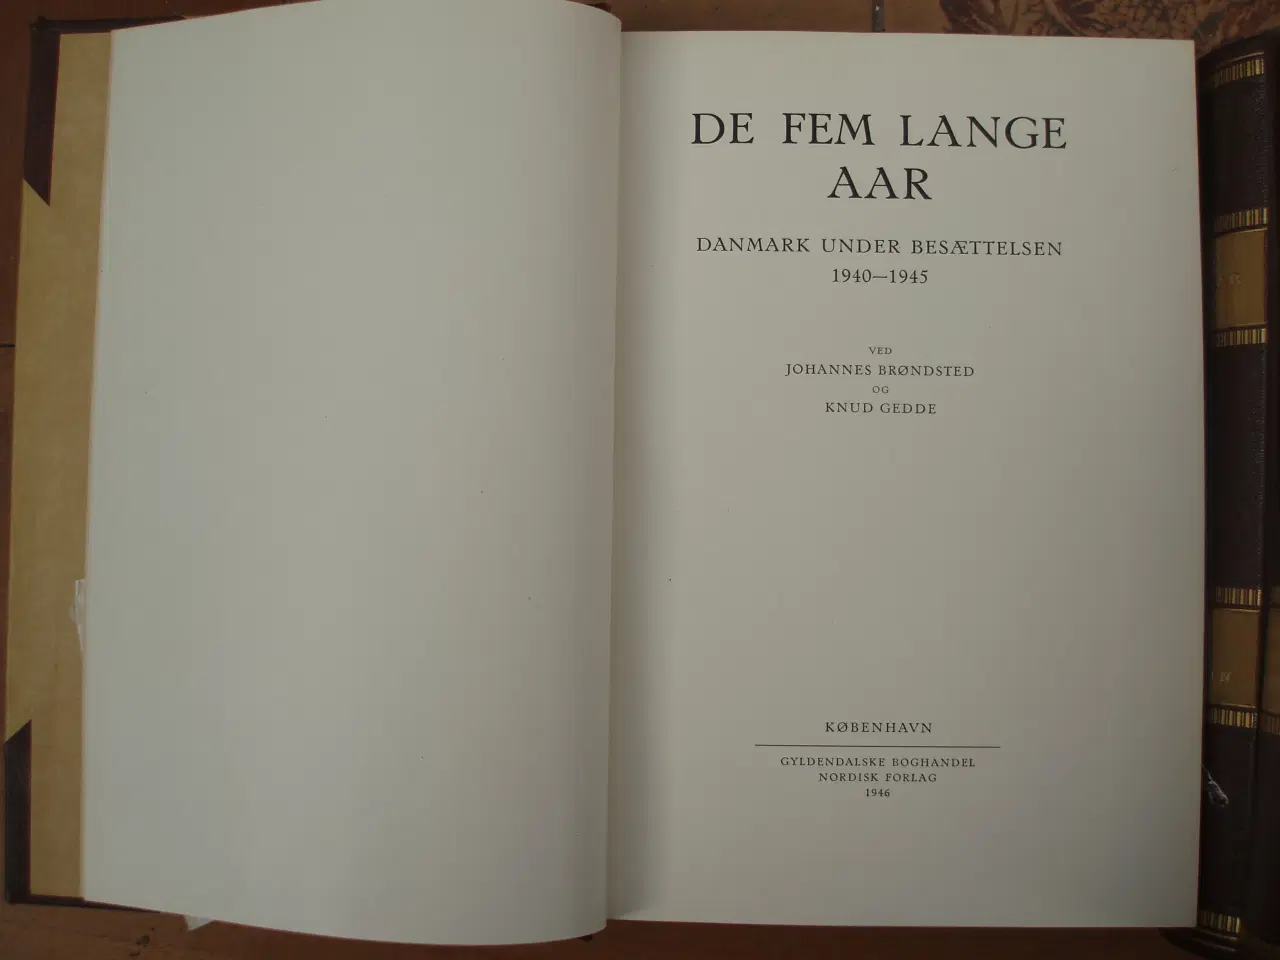 DE FEM LANGE
AAR
DANMARK UNDER BESÆTTELSEN
1940—1945
VED
JOHANNES BRØNDSTED
OG
KNUD GEDDE
KØBENHAVN
GYLDENDALSKE BOGHANDEL
NORDISK FORLAG
1946